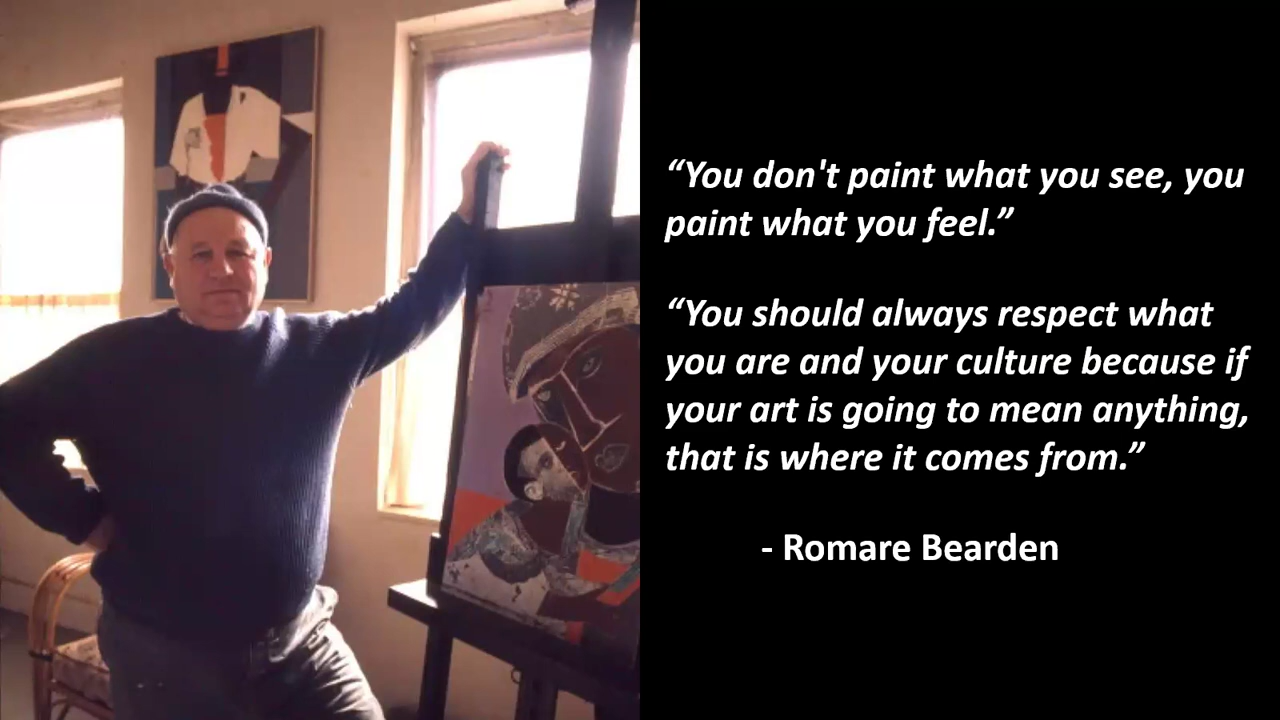 “You don't paint what you see, you
paint what you feel.”
“You should always respect what
you are and your culture because if
your art is going to mean anything,
that is where it comes from.”
- Romare Bearden